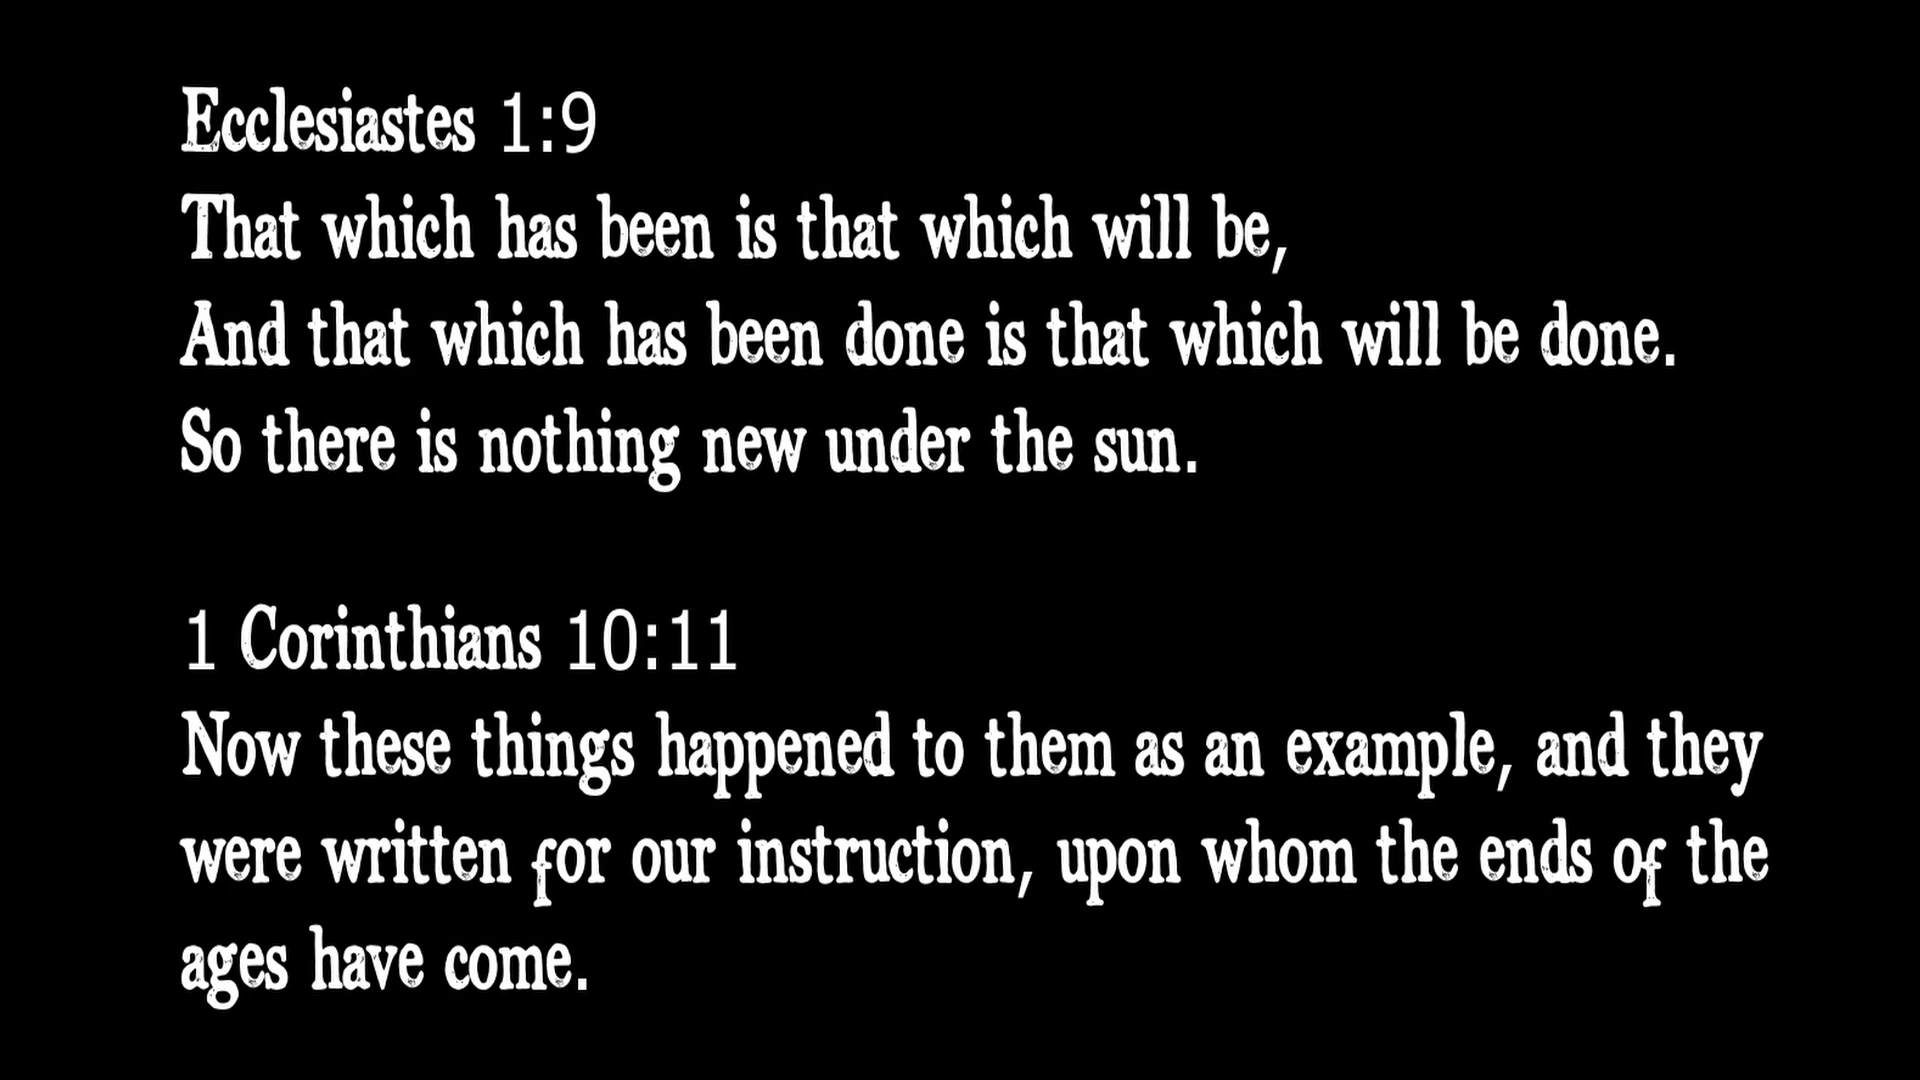 Ecclesiastes 1:9
That which has been is that which will be,
And that which has been done is that which will be done.
So there is nothing new under the sun.
1 Corinthians 10:11
Now these things happened to them as an example, and they
were written for our instruction, upon whom the ends of the
ages have come.